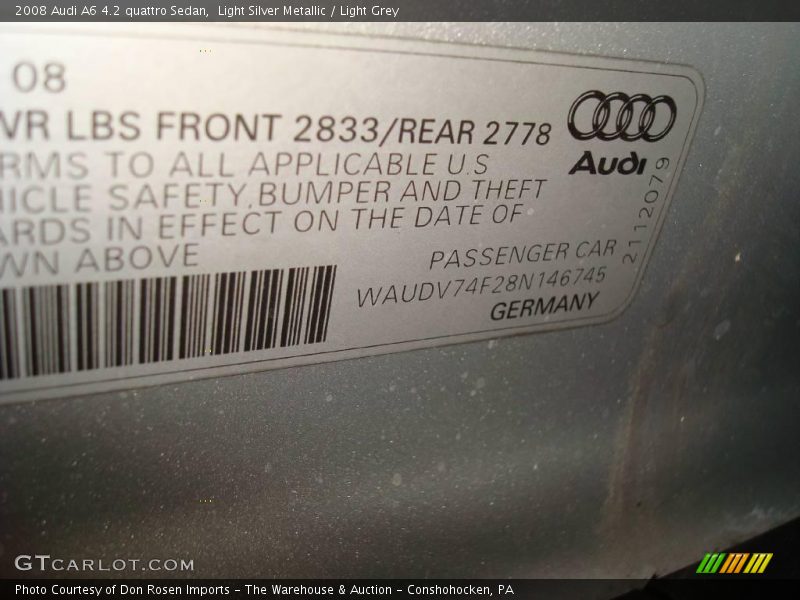 2008 Audi A6 4.2 quattro Sedan, Light Silver Metallic / Light Grey
08
WR LBS FRONT 2833/REAR 2778
RMS TO ALL APPLICABLE U.S
ICLE SAFETY,BUMPER AND THEFT
ARDS IN EFFECT ON THE DATE OF
WN ABOVE
Audi
2112079
PASSENGER CAR
WAUDV74F28N146745
GERMANY
GTCARLOT.COM
Photo Courtesy of Don Rosen Imports - The Warehouse & Auction - Conshohocken, PA